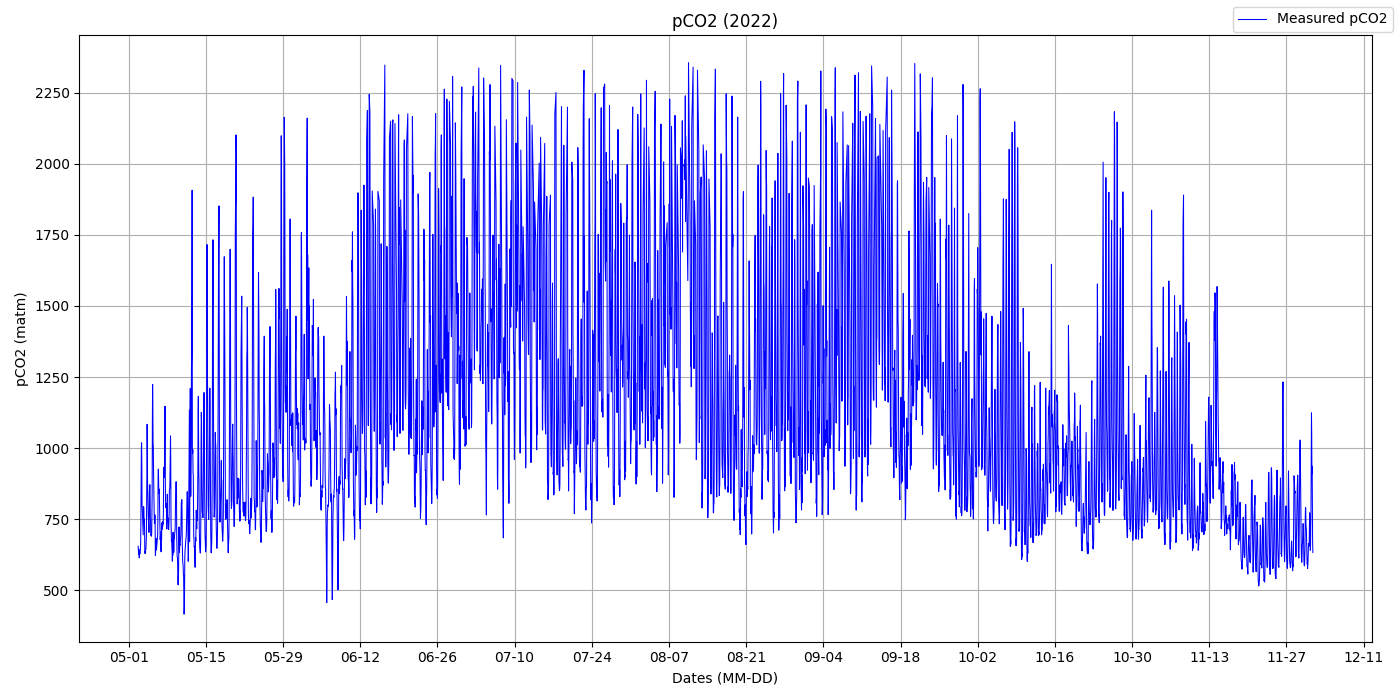 pCO2 (2022)
Measured pCO2
pCO2 (matm)
2250
2000
1750
1500
1250
1000
750
500
05-01 05-15 05-29 06-12 06-26 07-10 07-24 08-07 08-21 09-04 09-18 10-02 10-16 10-30 11-13 11-27 12-11
Dates (MM-DD)